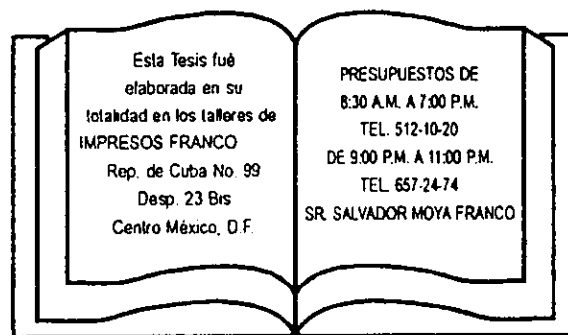 Esta Tesis fué
elaborada en su
totalidad en los talleres de
IMPRESOS FRANCO
Rep. de Cuba No. 99
Desp. 23 Bis
Centro México, D.F.
PRESUPUESTOS DE
8:30 A.M. A 7:00 P.M.
TEL. 512-10-20
DE 9:00 P.M. A 11:00 P.M.
TEL. 657-24-74
SR. SALVADOR MOYA FRANCO